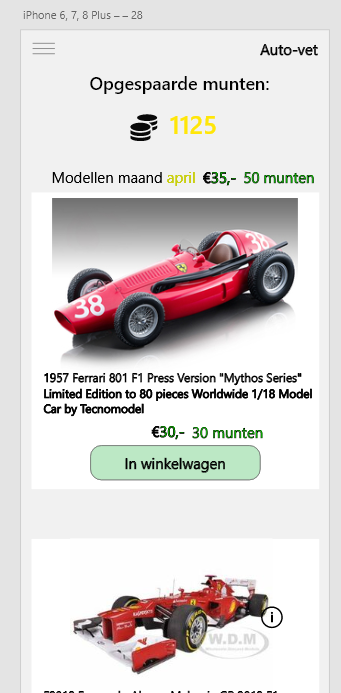 iPhone 6, 7, 8 Plus – – 28
Auto-vet
Opgespaarde munten:
1125
Modellen maand april €35,- 50 munten
38
38
1957 Ferrari 801 F1 Press Version "Mythos Series"
Limited Edition to 80 pieces Worldwide 1/18 Model
Car by Tecnomodel
€30,- 30 munten
In winkelwagen
i
W.D.M